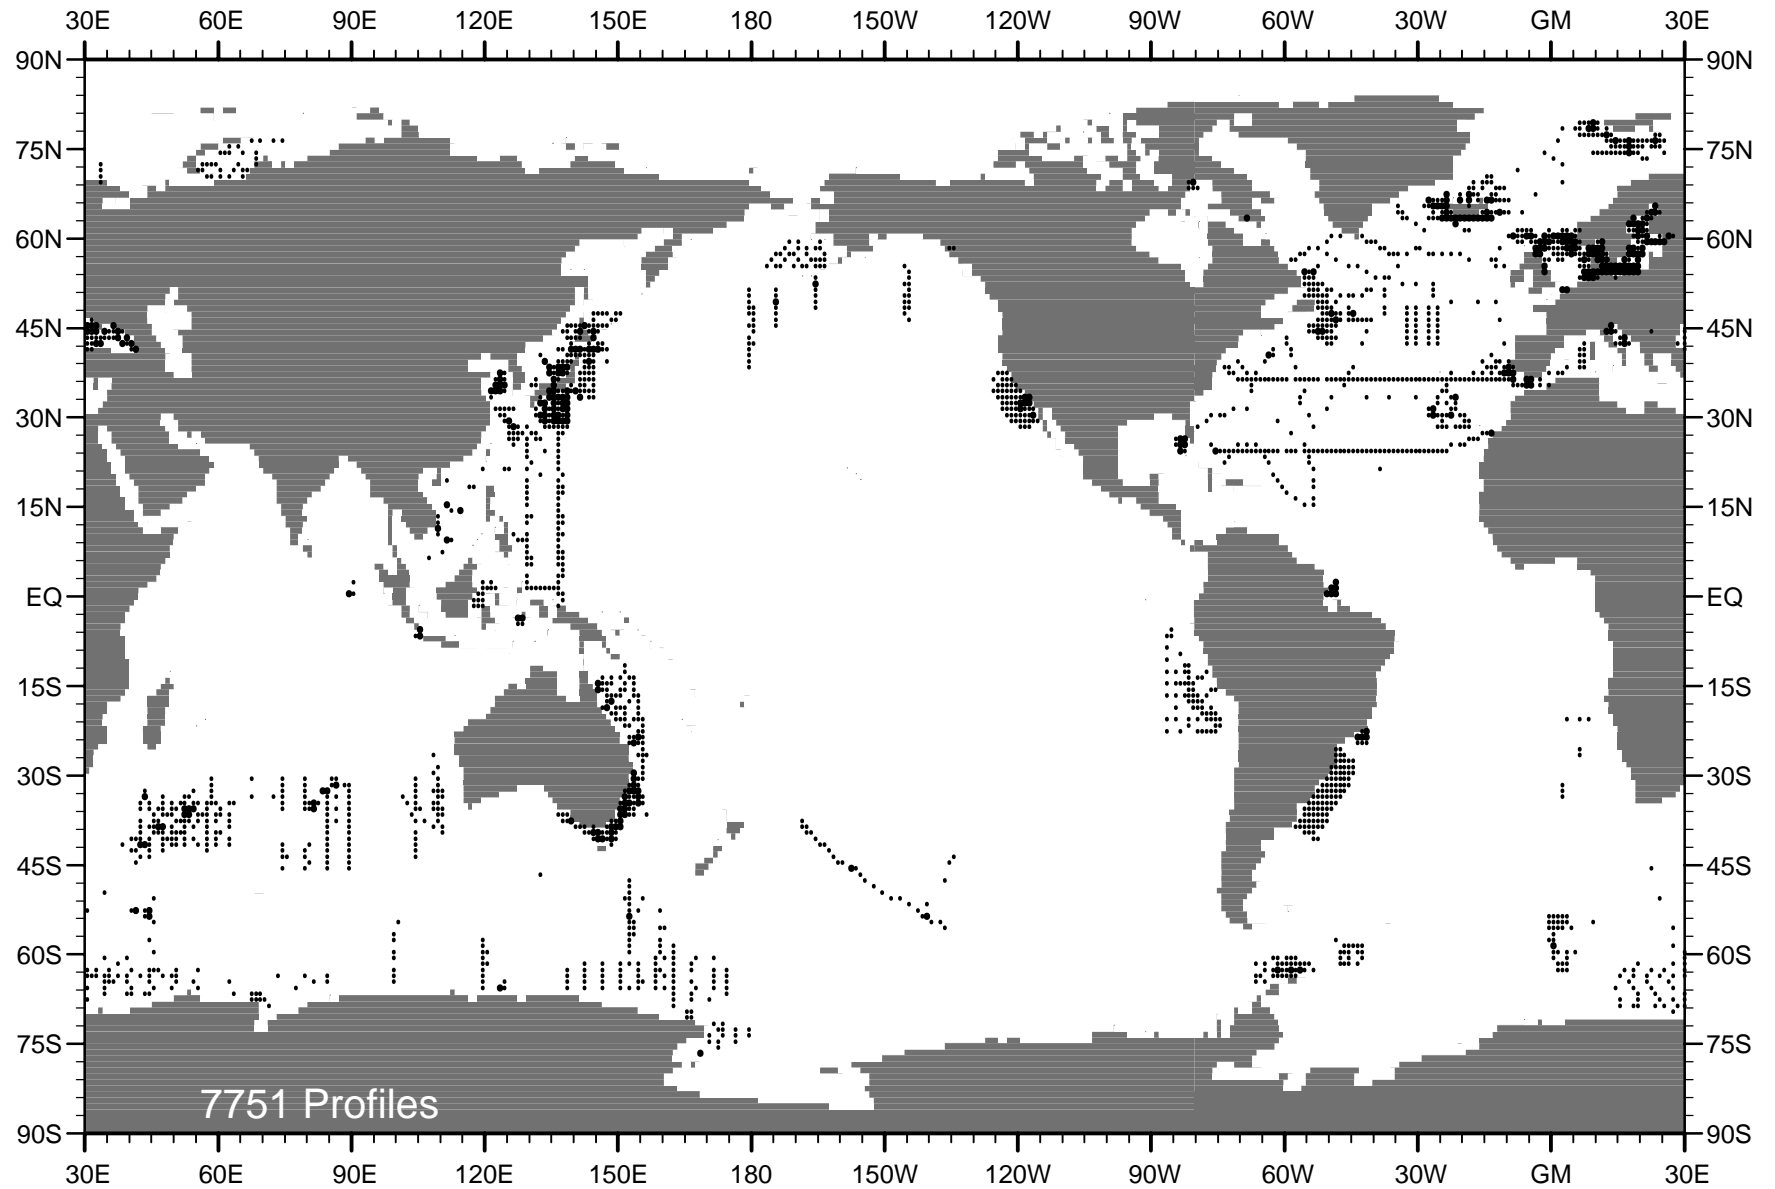 30E 60E 90E 120E 150E 180 150W 120W 90W 60W 30W GM 30E
90N 90N
75N 75N
60N 60N
45N 45N
30N 30N
15N 15N
EQ EQ
15S 15S
30S 30S
45S 45S
60S 60S
75S 75S
7751 Profiles
90S 90S
30E 60E 90E 120E 150E 180 150W 120W 90W 60W 30W GM 30E